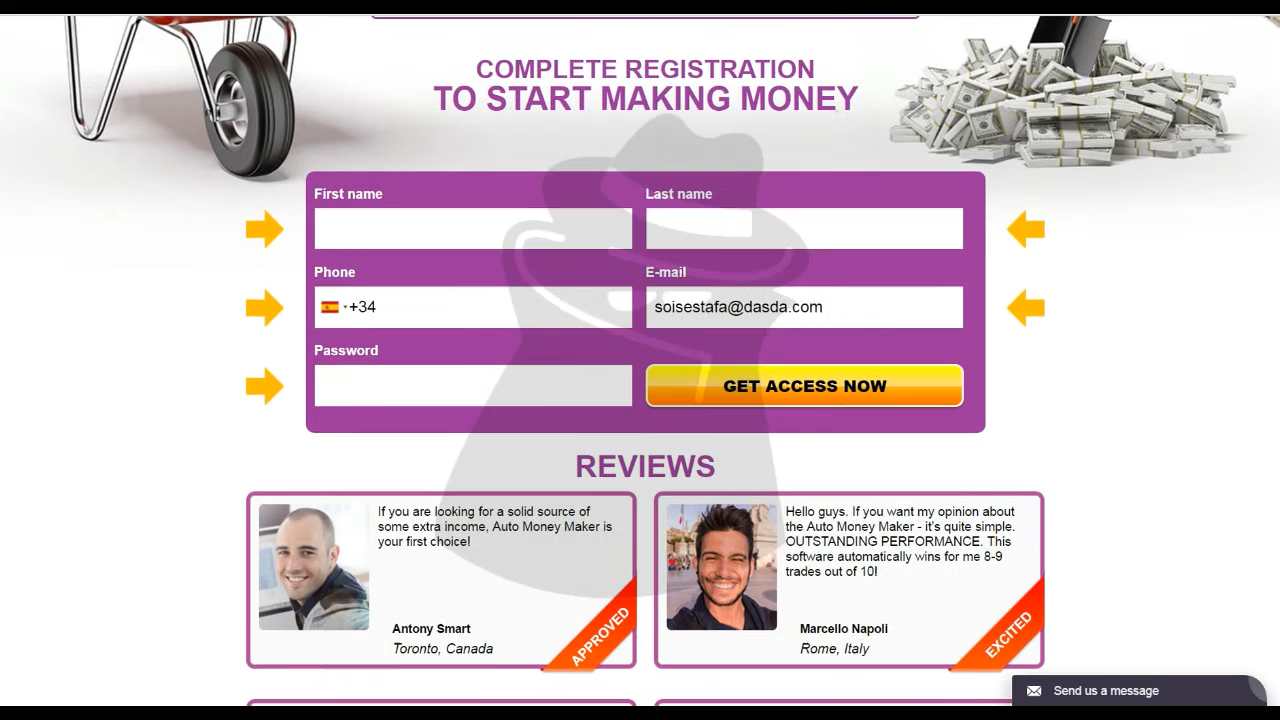 COMPLETE REGISTRATION
TO START MAKING MONEY
First name
Last name
Phone
E-mail
+34
soisestafa@dasda.com
Password
GET ACCESS NOW
REVIEWS
If you are looking for a solid source of
some extra income, Auto Money Maker is
your first choice!
Antony Smart
Toronto, Canada
APPROVED
Hello guys. If you want my opinion about
the Auto Money Maker - it's quite simple.
OUTSTANDING PERFORMANCE. This
software automatically wins for me 8-9
trades out of 10!
Marcello Napoli
Rome, Italy
EXCITED
Send us a message